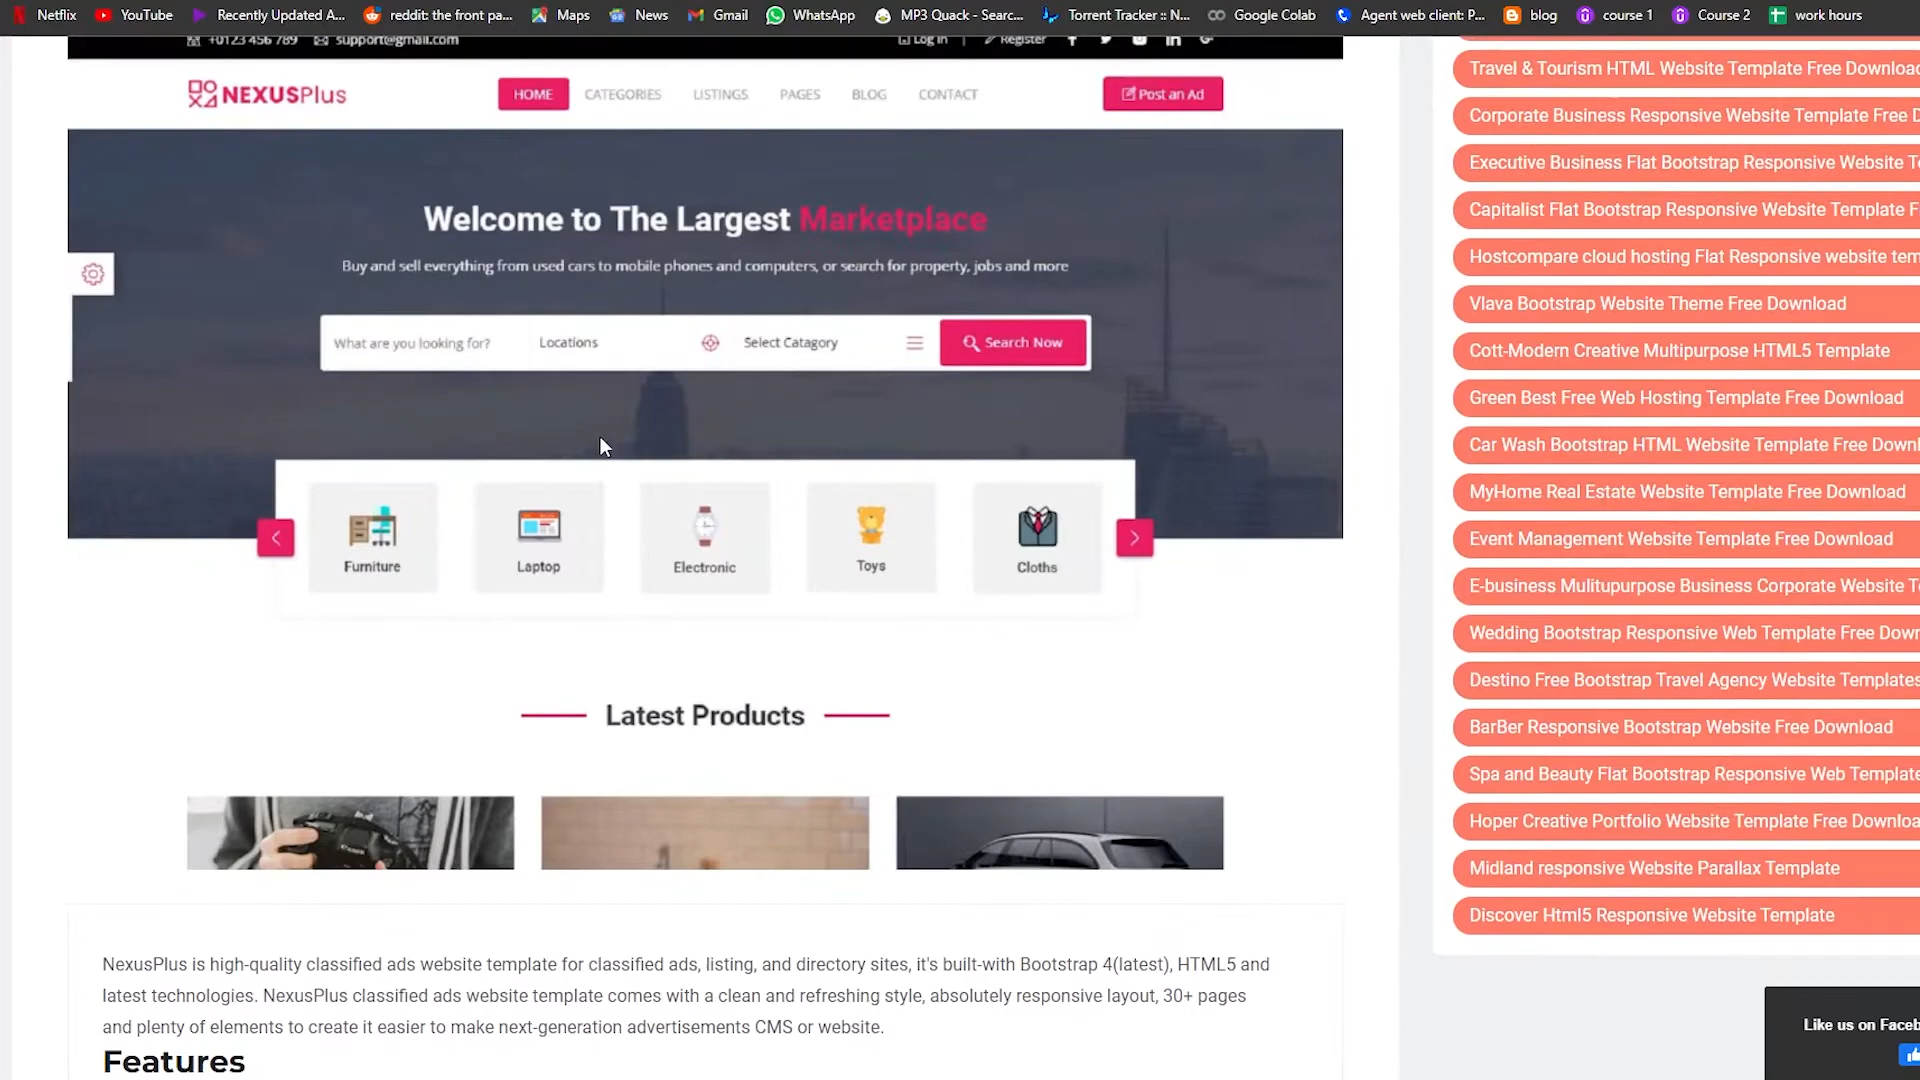 Netflix YouTube Recently Updated A... reddit: the front pa... Maps News Gmail WhatsApp MP3 Quack - Searc... Torrent Tracker :: N... Google Colab Agent web client: P... blog course 1 Course 2 work hours
+0123 456 789 support@gmail.com Log In | Register
NEXUSPlus HOME CATEGORIES LISTINGS PAGES BLOG CONTACT Post an Ad
Welcome to The Largest Marketplace
Buy and sell everything from used cars to mobile phones and computers, or search for property, jobs and more
What are you looking for? Locations Select Catagory Search Now
Furniture Laptop Electronic Toys Cloths
Latest Products
Canon
NexusPlus is high-quality classified ads website template for classified ads, listing, and directory sites, it's built-with Bootstrap 4(latest), HTML5 and
latest technologies. NexusPlus classified ads website template comes with a clean and refreshing style, absolutely responsive layout, 30+ pages
and plenty of elements to create it easier to make next-generation advertisements CMS or website.
Features
Travel & Tourism HTML Website Template Free Download
Corporate Business Responsive Website Template Free D
Executive Business Flat Bootstrap Responsive Website T
Capitalist Flat Bootstrap Responsive Website Template F
Hostcompare cloud hosting Flat Responsive website tem
Vlava Bootstrap Website Theme Free Download
Cott-Modern Creative Multipurpose HTML5 Template
Green Best Free Web Hosting Template Free Download
Car Wash Bootstrap HTML Website Template Free Downl
MyHome Real Estate Website Template Free Download
Event Management Website Template Free Download
E-business Mulitupurpose Business Corporate Website T
Wedding Bootstrap Responsive Web Template Free Down
Destino Free Bootstrap Travel Agency Website Templates
BarBer Responsive Bootstrap Website Free Download
Spa and Beauty Flat Bootstrap Responsive Web Template
Hoper Creative Portfolio Website Template Free Downloa
Midland responsive Website Parallax Template
Discover Html5 Responsive Website Template
Like us on Faceb